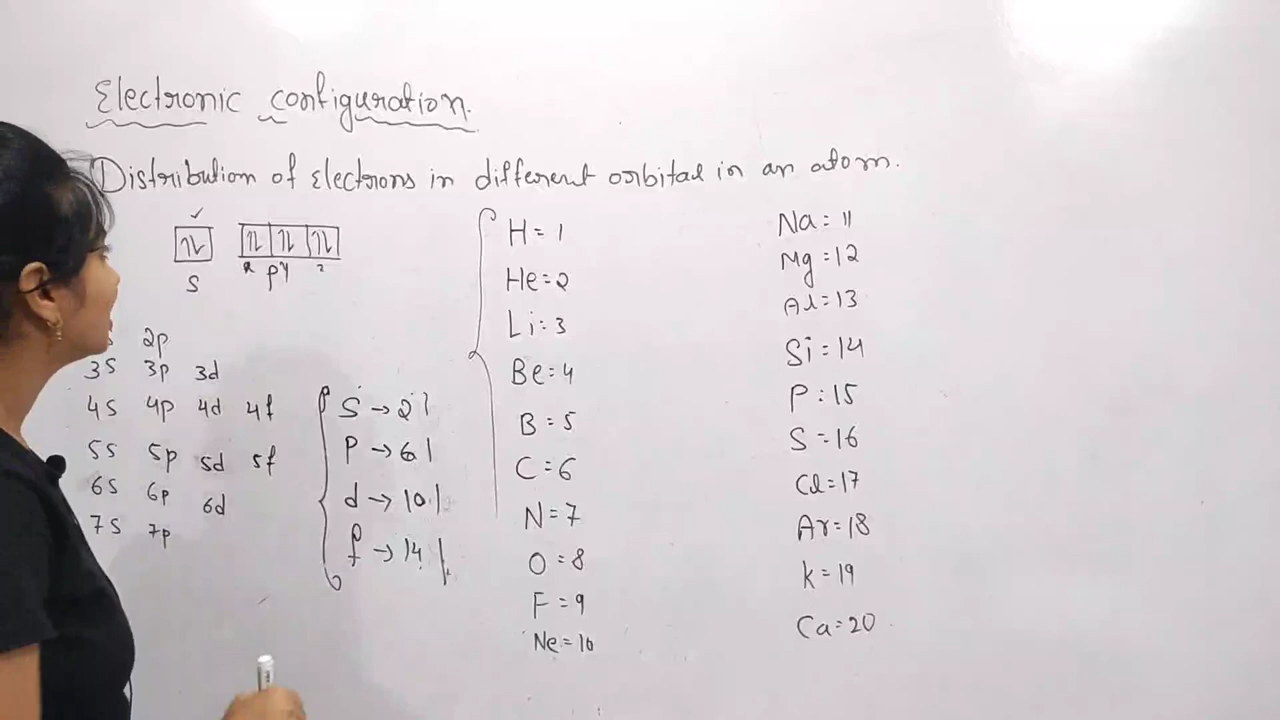 Electronic configuration.
Distribution of Electrons in different orbital in an atom.
S
x p y z
S 2p
3S 3p 3d
4S 4p 4d 4f
5S 5p 5d 5f
6S 6p 6d
7S 7p
S → 2
P → 6
d → 10
f → 14
H = 1
He = 2
Li = 3
Be = 4
B = 5
C = 6
N = 7
O = 8
F = 9
Ne = 10
Na = 11
Mg = 12
Al = 13
Si = 14
P = 15
S = 16
Cl = 17
Ar = 18
K = 19
Ca = 20